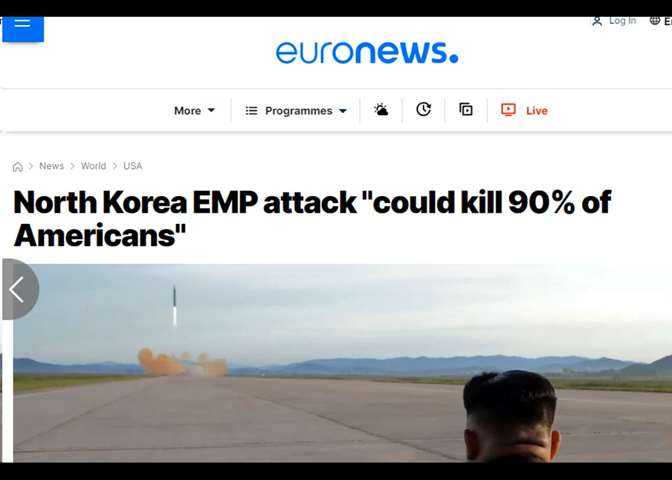 Log In
euronews.
More
Programmes
Live
News
World
USA
North Korea EMP attack "could kill 90% of
Americans"